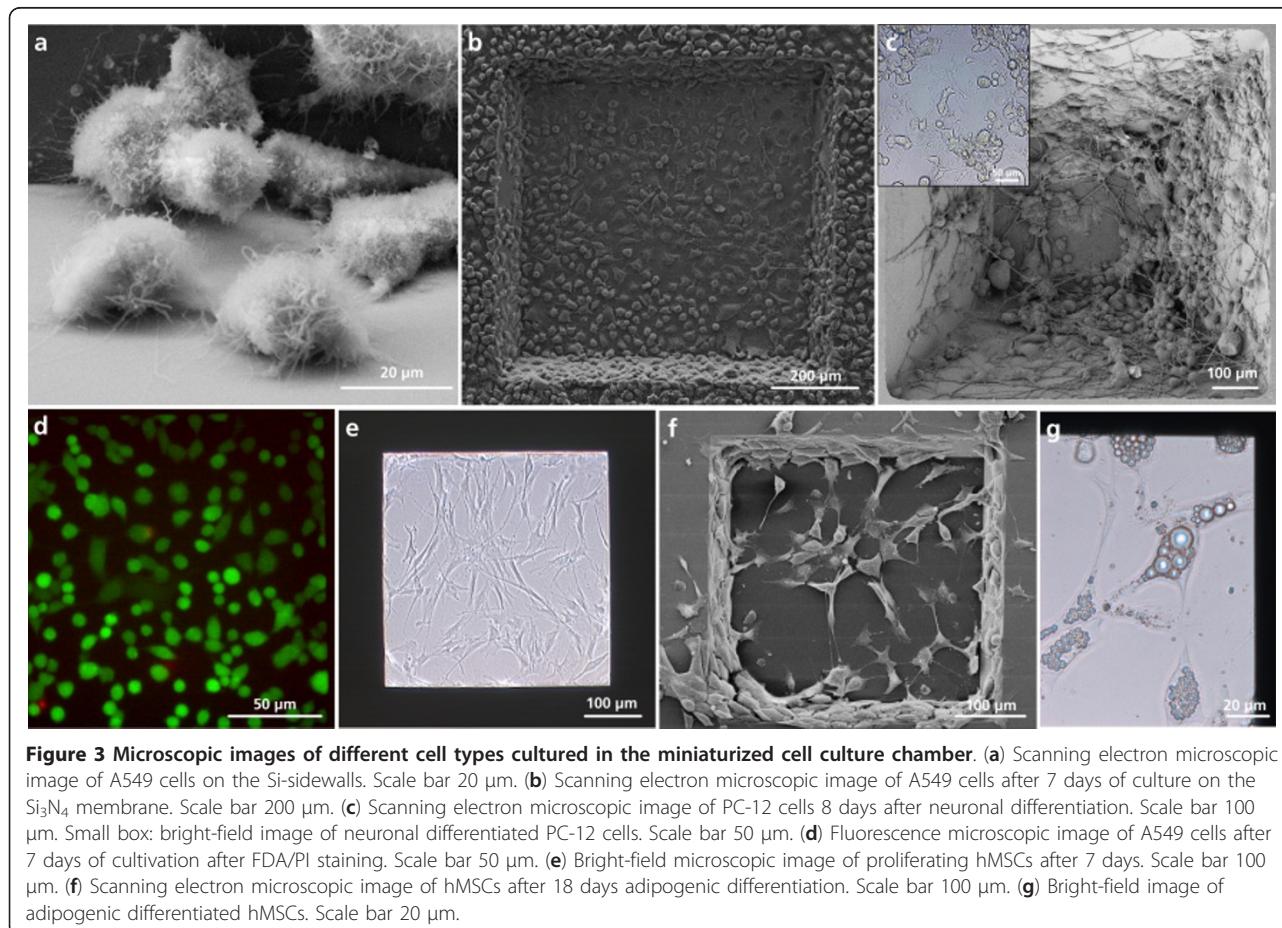 a
b
c
50 µm
20 µm
200 µm
100 µm
d
e
f
g
50 µm
100 µm
100 µm
20 µm
Figure 3 Microscopic images of different cell types cultured in the miniaturized cell culture chamber. (a) Scanning electron microscopic
image of A549 cells on the Si-sidewalls. Scale bar 20 μm. (b) Scanning electron microscopic image of A549 cells after 7 days of culture on the
Si₃N₄ membrane. Scale bar 200 μm. (c) Scanning electron microscopic image of PC-12 cells 8 days after neuronal differentiation. Scale bar 100
μm. Small box: bright-field image of neuronal differentiated PC-12 cells. Scale bar 50 μm. (d) Fluorescence microscopic image of A549 cells after
7 days of cultivation after FDA/PI staining. Scale bar 50 μm. (e) Bright-field microscopic image of proliferating hMSCs after 7 days. Scale bar 100
μm. (f) Scanning electron microscopic image of hMSCs after 18 days adipogenic differentiation. Scale bar 100 μm. (g) Bright-field image of
adipogenic differentiated hMSCs. Scale bar 20 μm.